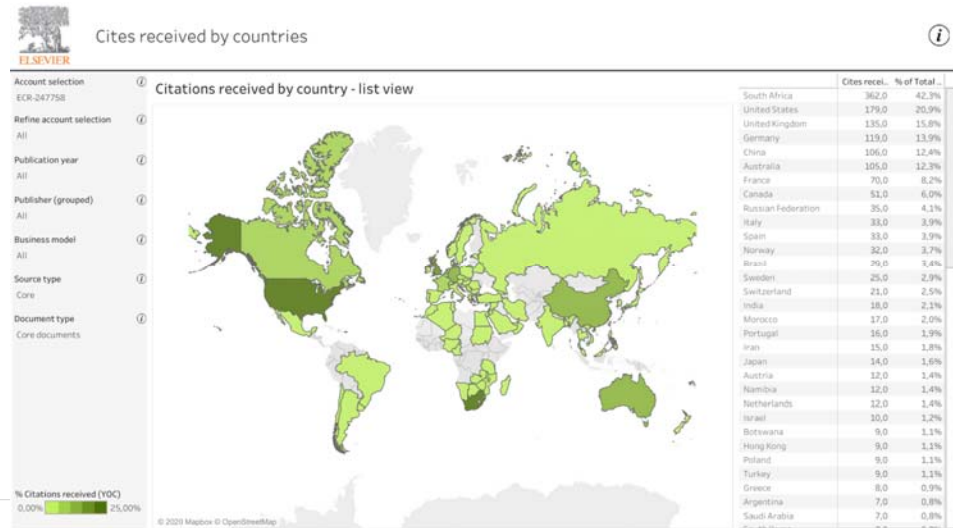 ELSEVIER
Cites received by countries
Account selection
ECR-247758
Refine account selection
All
Publication year
All
Publisher (grouped)
All
Business model
All
Source type
Core
Document type
Core documents
% Citations received (YOC)
0,00% 25,00%
Citations received by country - list view
© 2020 Mapbox © OpenStreetMap
Cites recei.. % of Total ..
South Africa 362,0 42,3%
United States 179,0 20,9%
United Kingdom 135,0 15,8%
Germany 119,0 13,9%
China 106,0 12,4%
Australia 105,0 12,3%
France 70,0 8,2%
Canada 51,0 6,0%
Russian Federation 35,0 4,1%
Italy 33,0 3,9%
Spain 33,0 3,9%
Norway 32,0 3,7%
Brazil 29,0 3,4%
Sweden 25,0 2,9%
Switzerland 21,0 2,5%
India 18,0 2,1%
Morocco 17,0 2,0%
Portugal 16,0 1,9%
Iran 15,0 1,8%
Japan 14,0 1,6%
Austria 12,0 1,4%
Namibia 12,0 1,4%
Netherlands 12,0 1,4%
Israel 10,0 1,2%
Botswana 9,0 1,1%
Hong Kong 9,0 1,1%
Poland 9,0 1,1%
Turkey 9,0 1,1%
Greece 8,0 0,9%
Argentina 7,0 0,8%
Saudi Arabia 7,0 0,8%